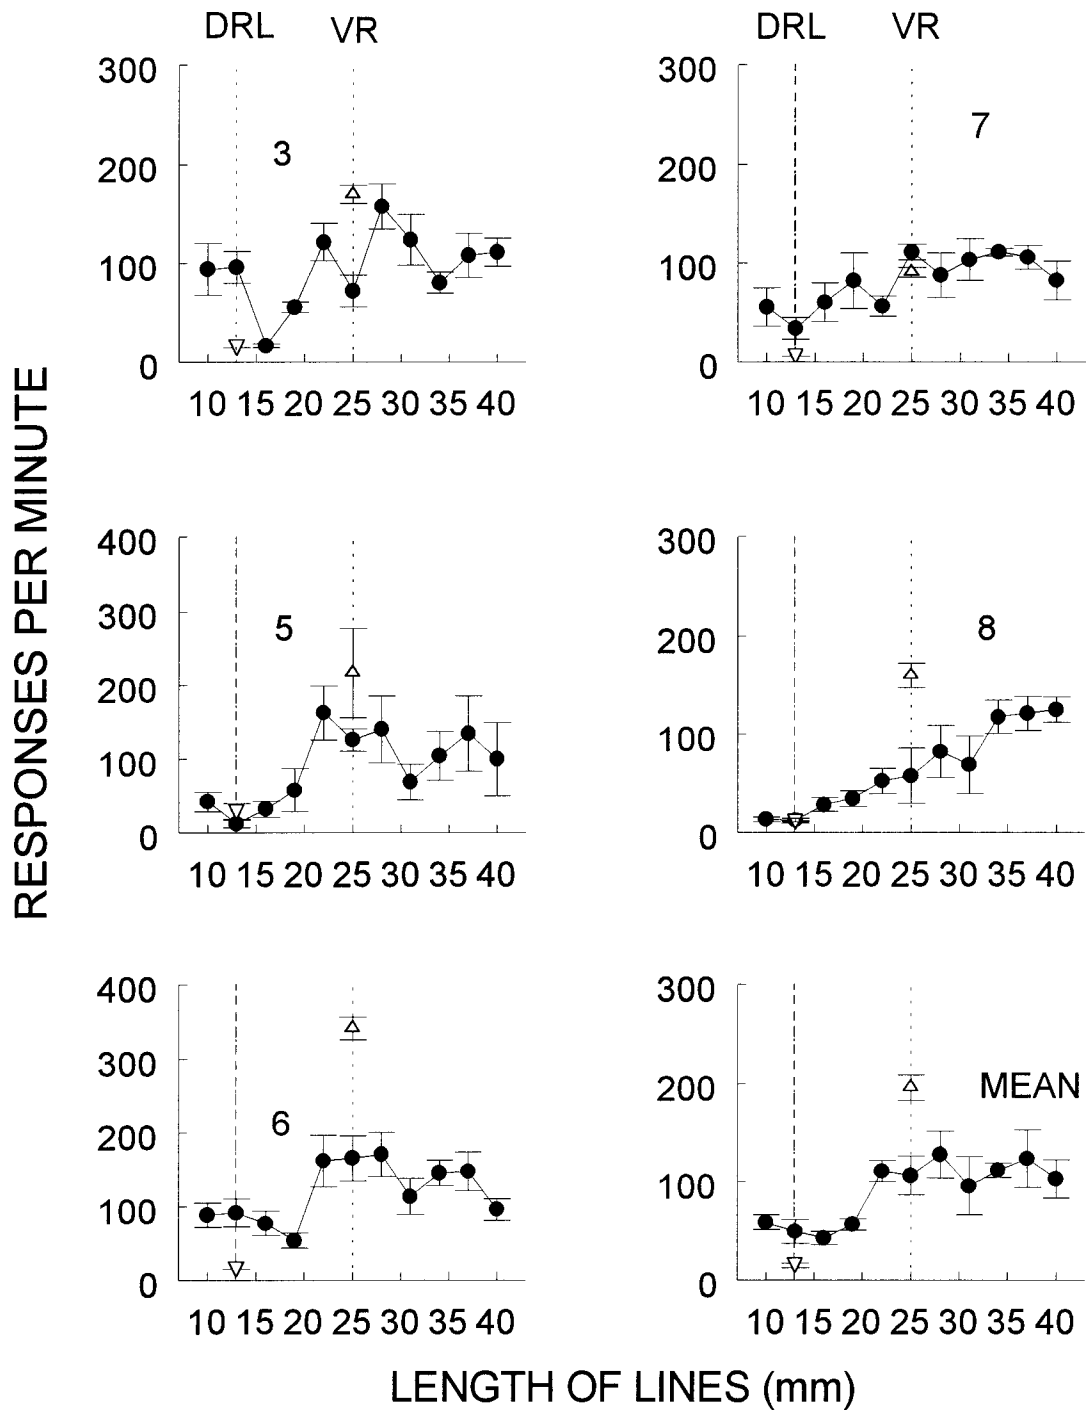 DRL VR DRL VR
300 300
3 7
200 200
100 100
0 0
10 15 20 25 30 35 40 10 15 20 25 30 35 40
RESPONSES PER MINUTE
400 300
300
5 8
200
200
100 100
0 0
10 15 20 25 30 35 40 10 15 20 25 30 35 40
400 300
300
200 MEAN
200
6
100 100
0 0
10 15 20 25 30 35 40 10 15 20 25 30 35 40
LENGTH OF LINES (mm)